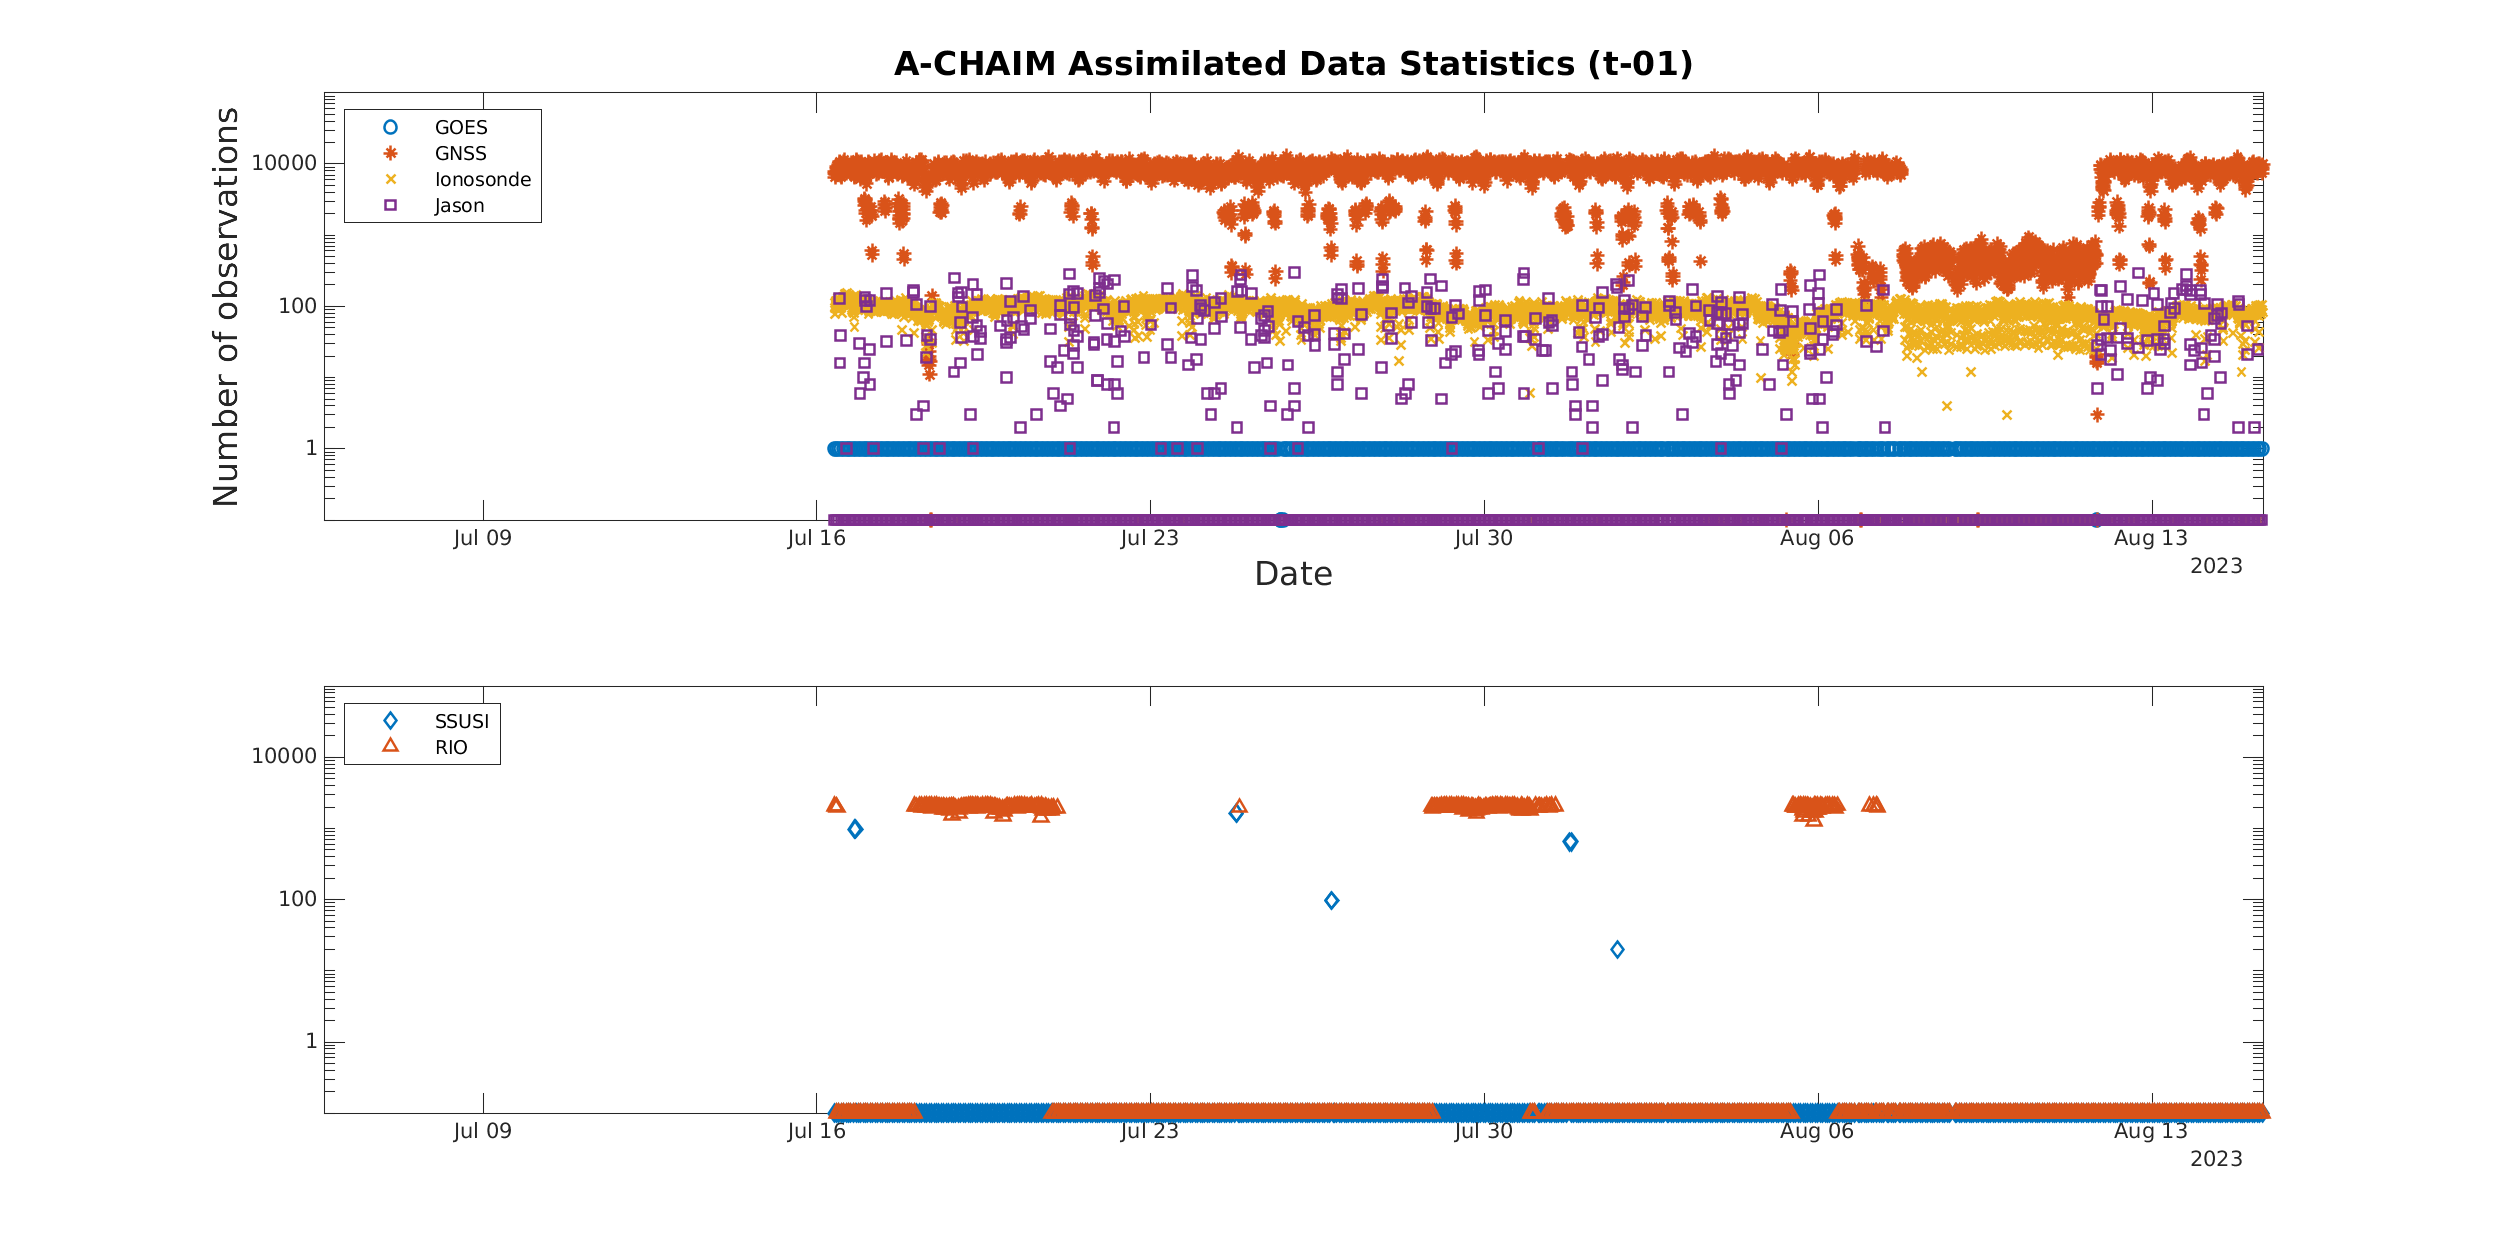 A-CHAIM Assimilated Data Statistics (t-01)
Number of observations
10000
100
1
GOES
GNSS
Ionosonde
Jason
Jul 09
Jul 16
Jul 23
Jul 30
Aug 06
Aug 13
2023
Date
10000
100
1
SSUSI
RIO
Jul 09
Jul 16
Jul 23
Jul 30
Aug 06
Aug 13
2023